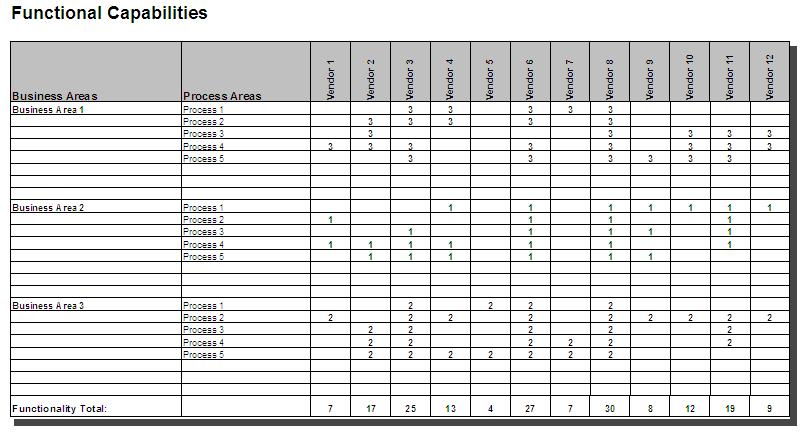 Functional Capabilities
Business Areas Process Areas Vendor 1 Vendor 2 Vendor 3 Vendor 4 Vendor 5 Vendor 6 Vendor 7 Vendor 8 Vendor 9 Vendor 10 Vendor 11 Vendor 12
Business Area 1 Process 1 3 3 3 3 3
Process 2 3 3 3 3 3
Process 3 3 3 3 3 3
Process 4 3 3 3 3 3 3 3 3
Process 5 3 3 3 3 3 3
Business Area 2 Process 1 1 1 1 1 1 1 1
Process 2 1 1 1 1
Process 3 1 1 1 1 1
Process 4 1 1 1 1 1 1 1
Process 5 1 1 1 1 1 1
Business Area 3 Process 1 2 2 2 2
Process 2 2 2 2 2 2 2 2 2 2
Process 3 2 2 2 2 2
Process 4 2 2 2 2 2 2
Process 5 2 2 2 2 2 2 2
Functionality Total: 7 17 25 13 4 27 7 30 8 12 19 9